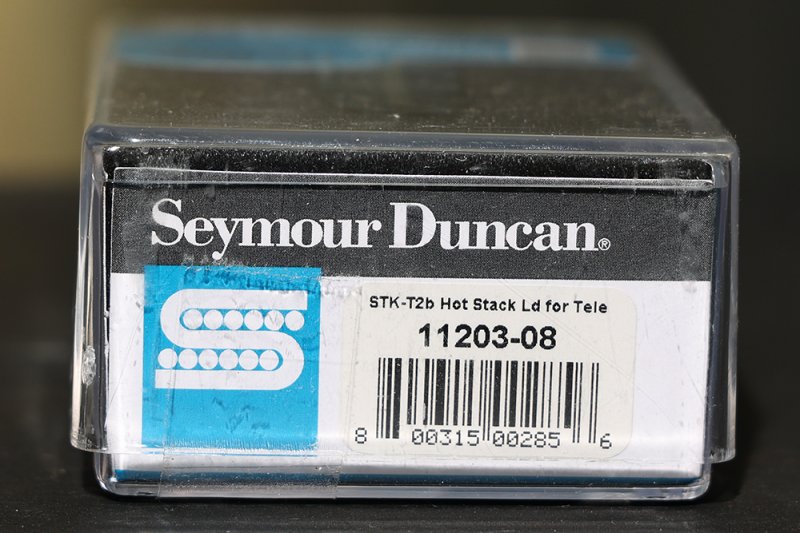 Seymour Duncan®
STK-T2b Hot Stack Ld for Tele
11203-08
8 00315 00285 6